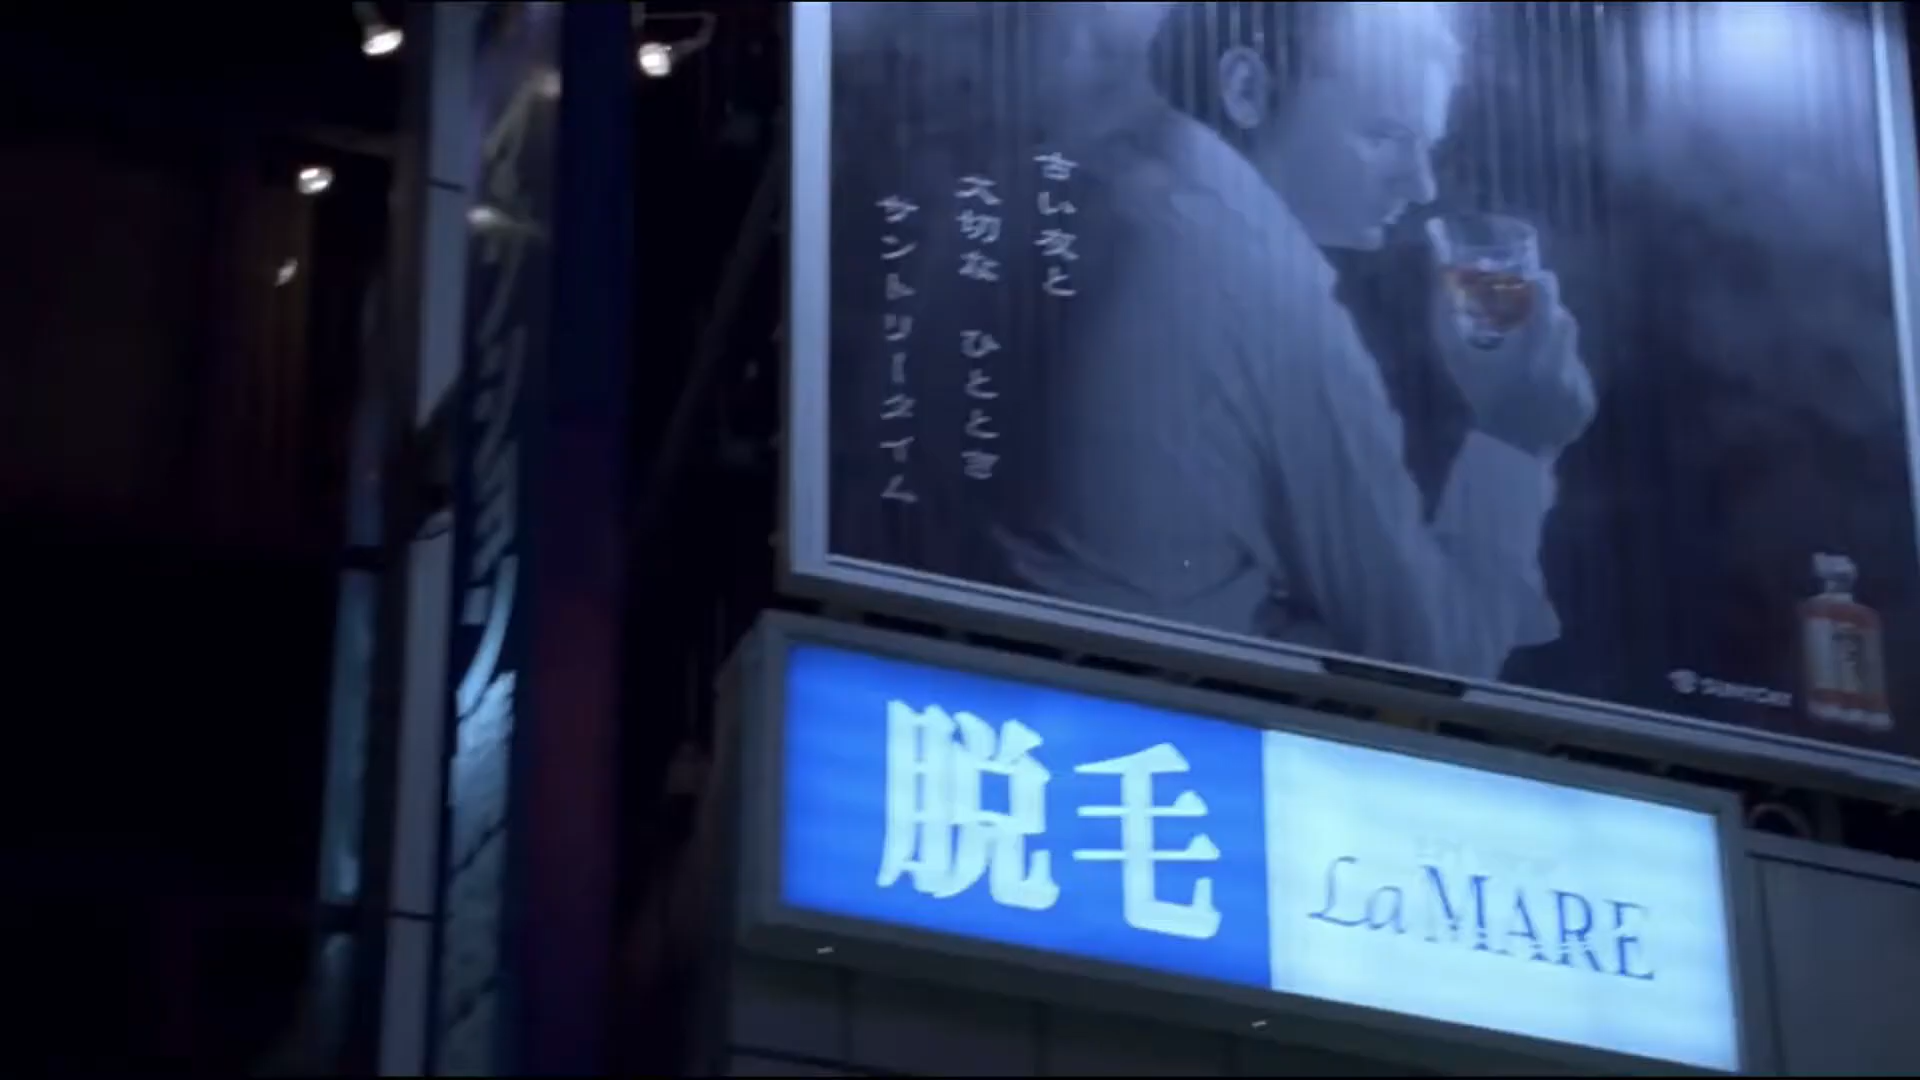 古い友と
大切な ひととき
サントリータイム
SUNTORY
脱毛
La MARE